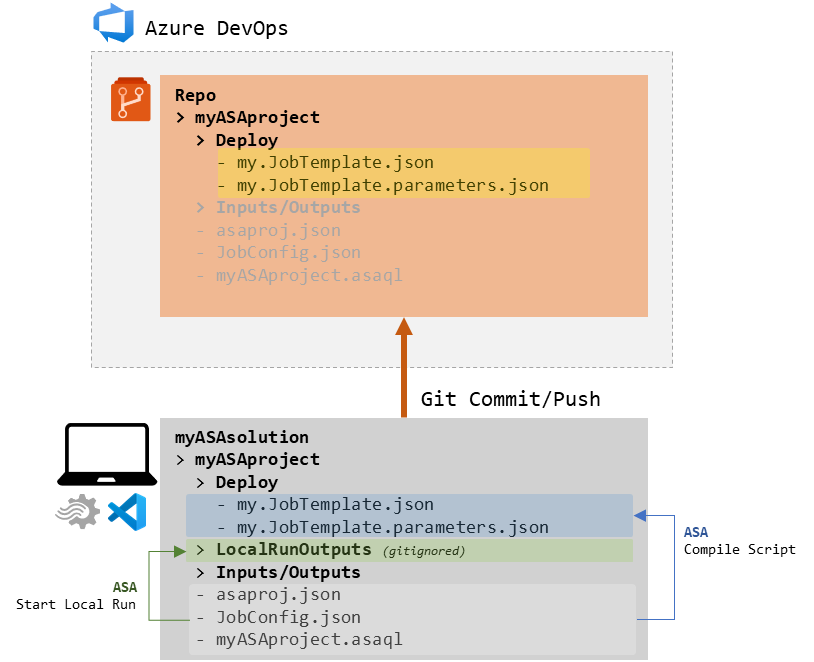 Azure DevOps
Repo
> myASAproject
> Deploy
- my.JobTemplate.json
- my.JobTemplate.parameters.json
> Inputs/Outputs
- asaproj.json
- JobConfig.json
- myASAproject.asaql
Git Commit/Push
myASAsolution
> myASAproject
> Deploy
- my.JobTemplate.json
- my.JobTemplate.parameters.json
> LocalRunOutputs (gitignored)
> Inputs/Outputs
- asaproj.json
- JobConfig.json
- myASAproject.asaql
ASA
Compile Script
ASA
Start Local Run